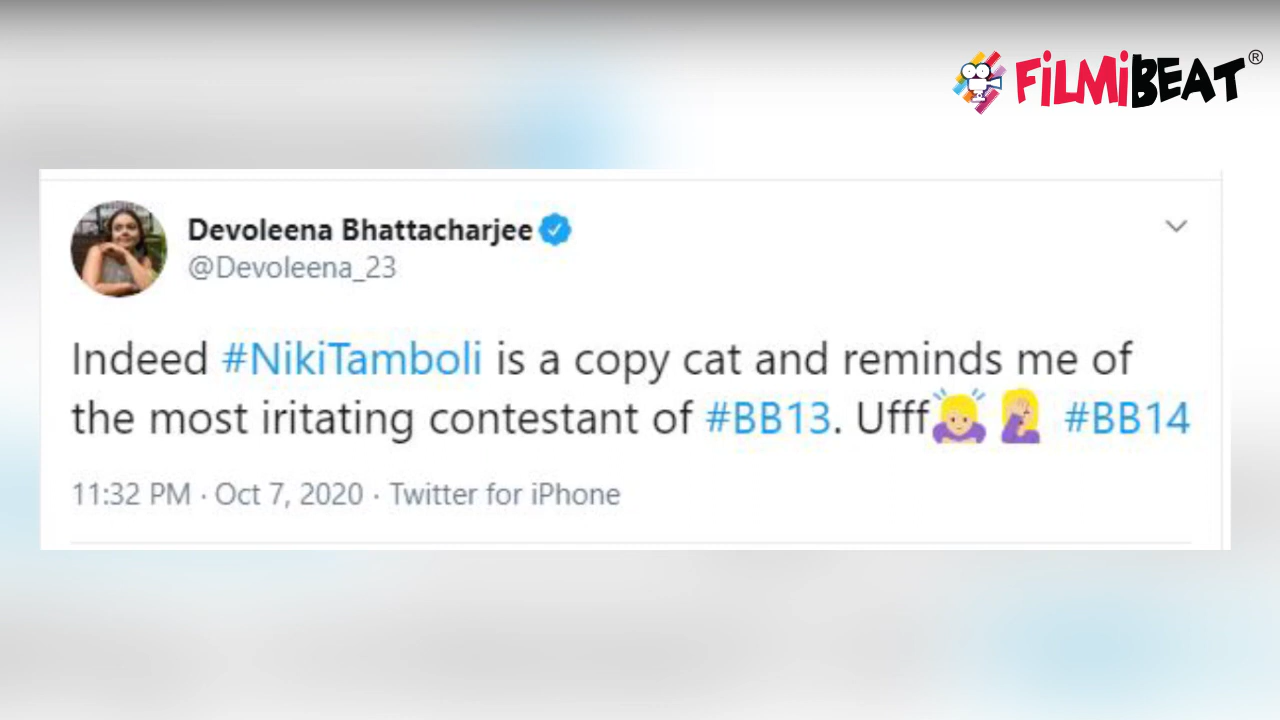 FiLMiBEAT®
Devoleena Bhattacharjee
@Devoleena_23
Indeed #NikiTamboli is a copy cat and reminds me of
the most iritating contestant of #BB13. Ufff🙇🏼‍♀️🤦🏼‍♀️ #BB14
11:32 PM · Oct 7, 2020 · Twitter for iPhone